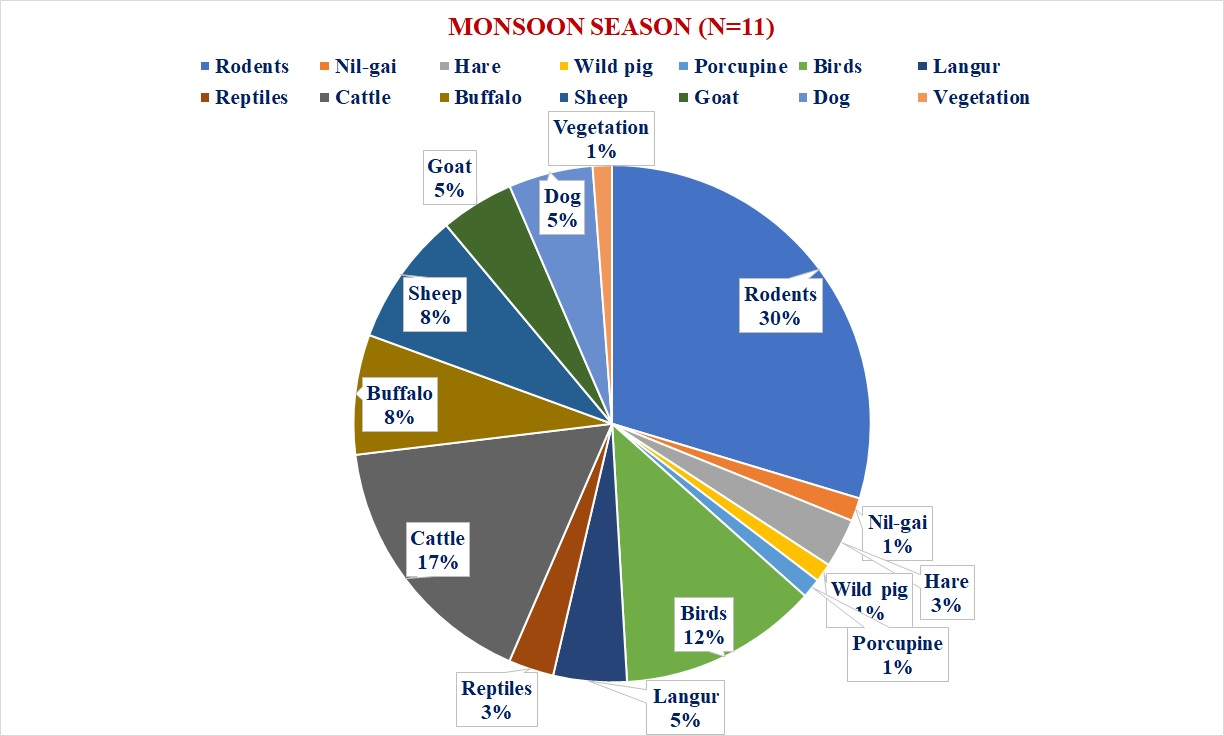 MONSOON SEASON (N=11)
Rodents Nil-gai Hare Wild pig Porcupine Birds Langur
Reptiles Cattle Buffalo Sheep Goat Dog Vegetation
Vegetation
1%
Goat
5%
Dog
5%
Sheep
8%
Rodents
30%
Buffalo
8%
Cattle
17%
Nil-gai
1%
Hare
3%
Wild pig
1%
Birds
12%
Porcupine
1%
Reptiles
3%
Langur
5%